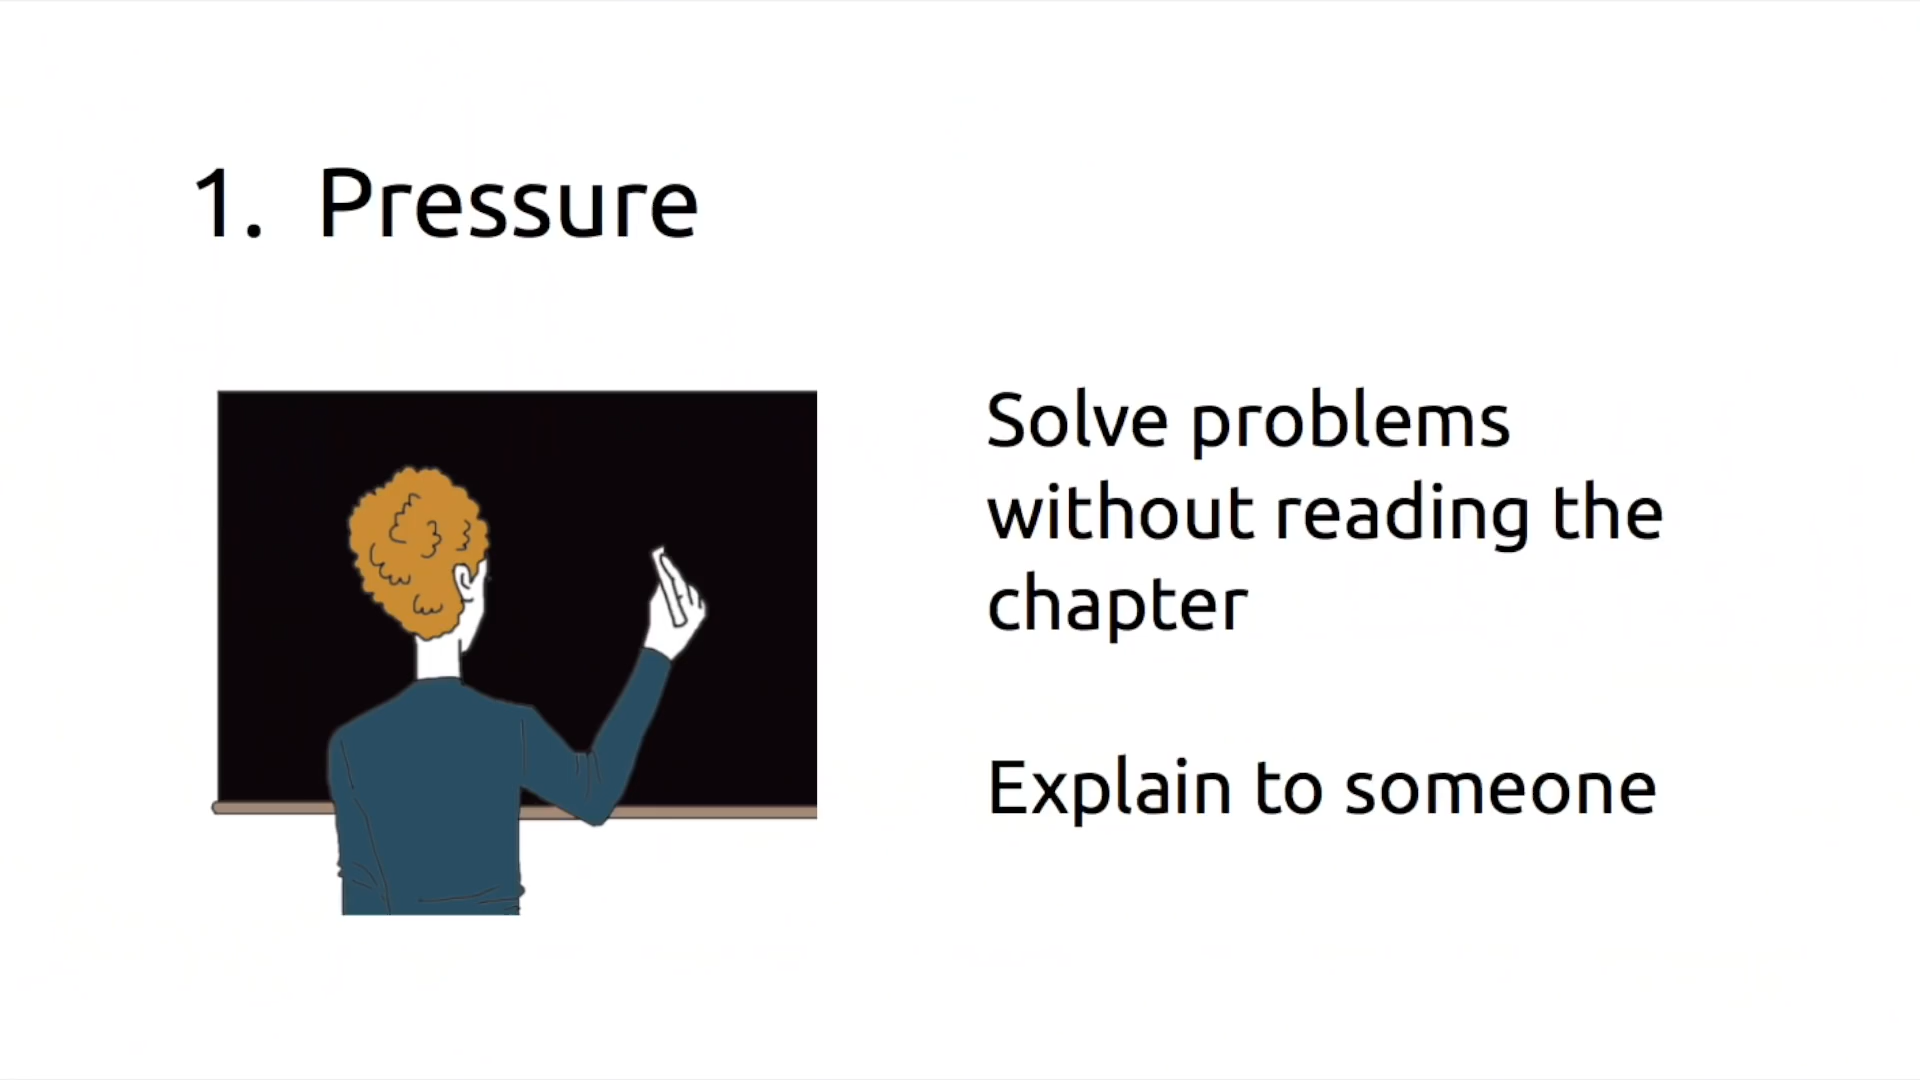 1. Pressure
Solve problems
without reading the
chapter
Explain to someone